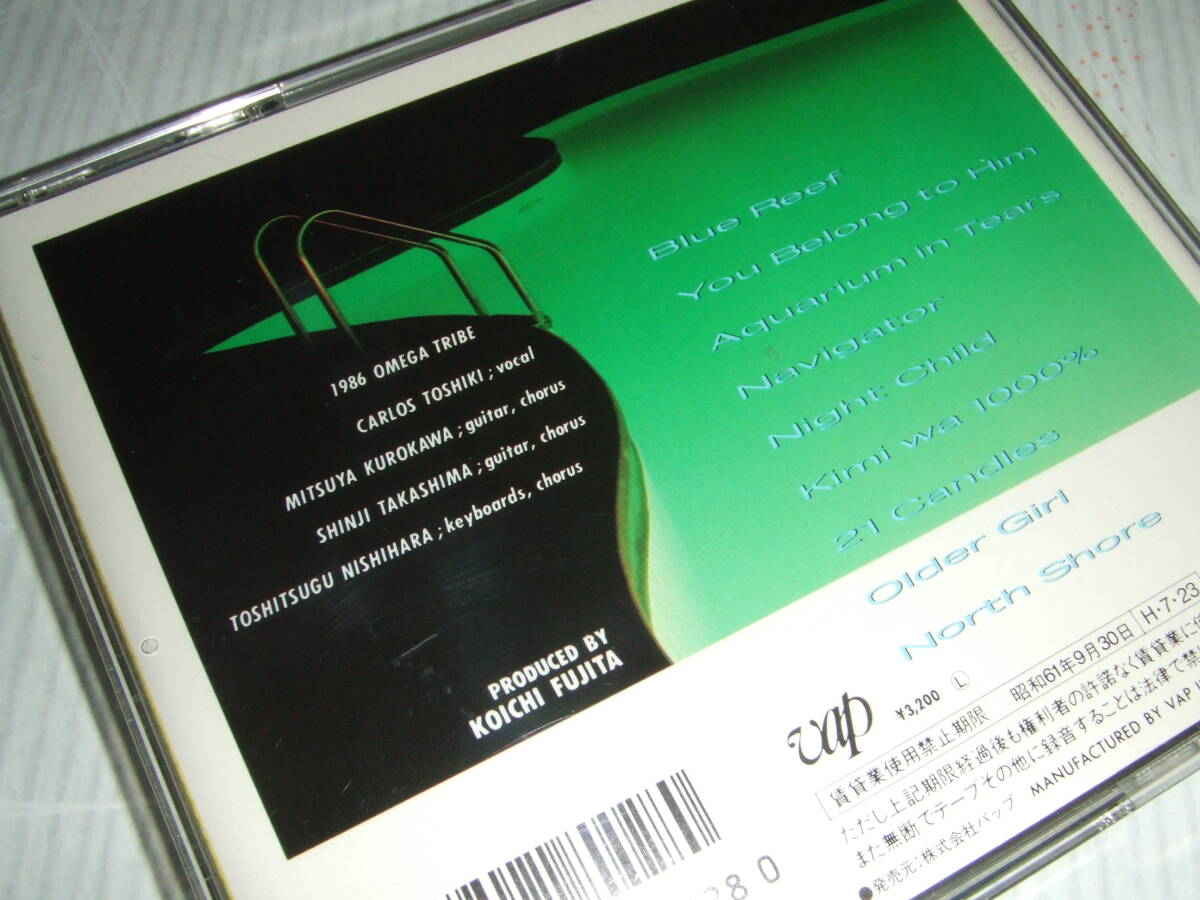 1986 OMEGA TRIBE
CARLOS TOSHIKI ; vocal
MITSUYA KUROKAWA ; guitar, chorus
SHINJI TAKASHIMA ; guitar, chorus
TOSHITSUGU NISHIHARA ; keyboards, chorus
PRODUCED BY
KOICHI FUJITA
Blue Reef
You Belong to Him
Aquarium in Tears
Navigator
Night Child
Kimi wa 1000%
21 Candles
Older Girl
North Shore
vap ¥3,200 Ⓛ
賃貸業使用禁止期限 昭和61年9月30日 H・7・23
ただし上記期限経過後も権利者の許諾なく賃貸業に使
また無断でテープその他に録音することは法律で禁
●発売元:株式会社バップ MANUFACTURED BY VAP
80